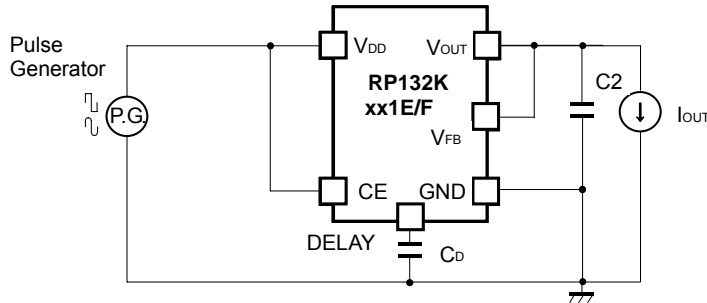 Pulse
Generator
P.G.
VDD
VOUT
RP132K
xx1E/F
VFB
CE
GND
DELAY
CD
C2
IOUT